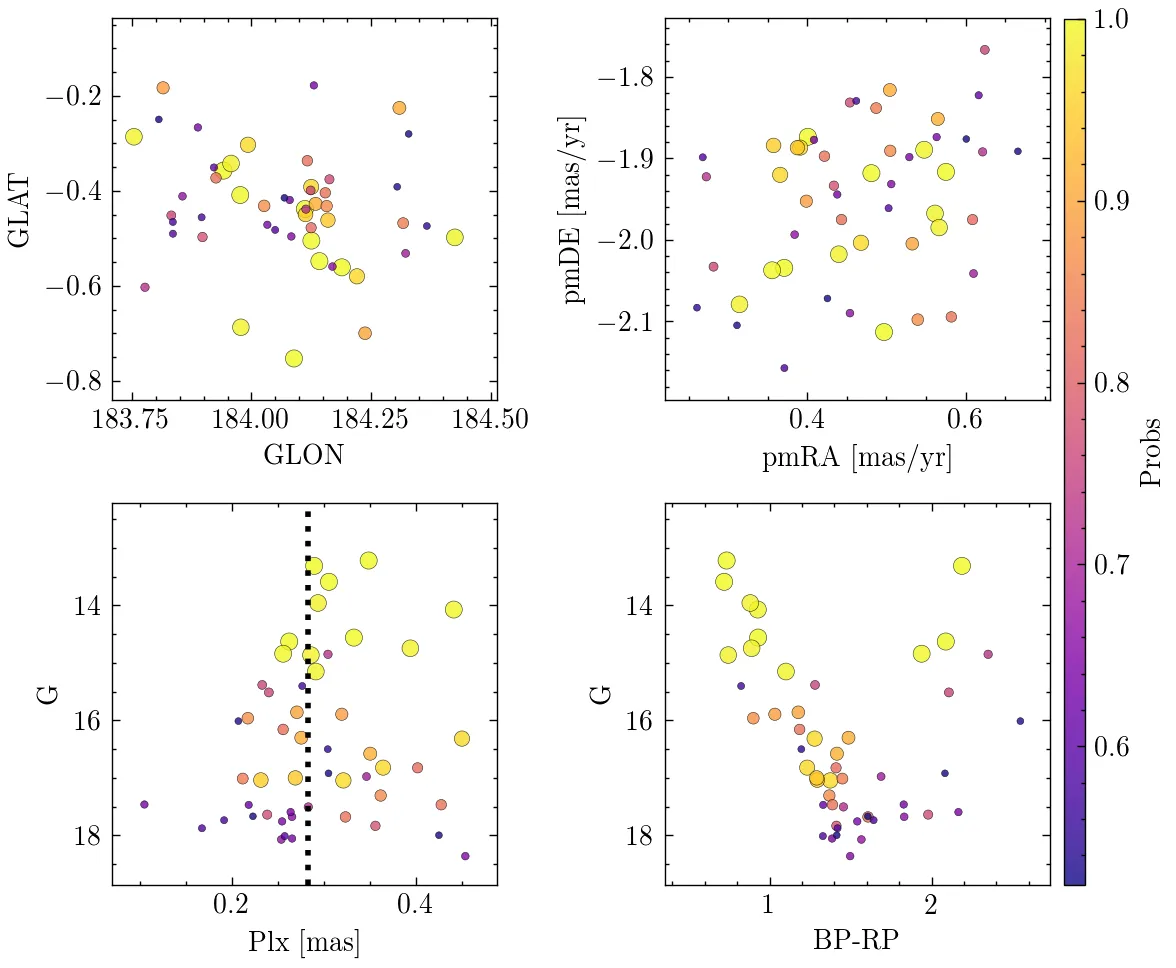 −0.2
−0.4
−0.6
−0.8
GLAT
183.75 184.00 184.25 184.50
GLON
−1.8
−1.9
−2.0
−2.1
pmDE [mas/yr]
0.4 0.6
pmRA [mas/yr]
1.0
0.9
0.8
0.7
0.6
Probs
14
16
18
G
0.2 0.4
Plx [mas]
14
16
18
G
1 2
BP-RP